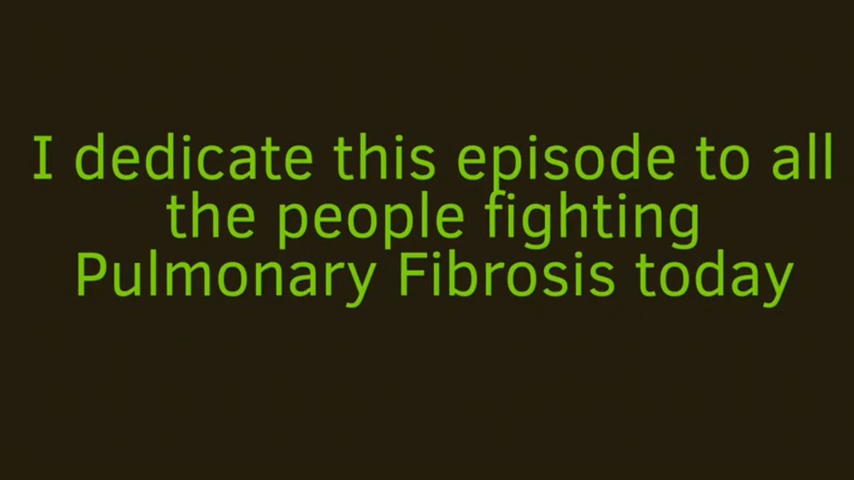 I dedicate this episode to all
the people fighting
Pulmonary Fibrosis today